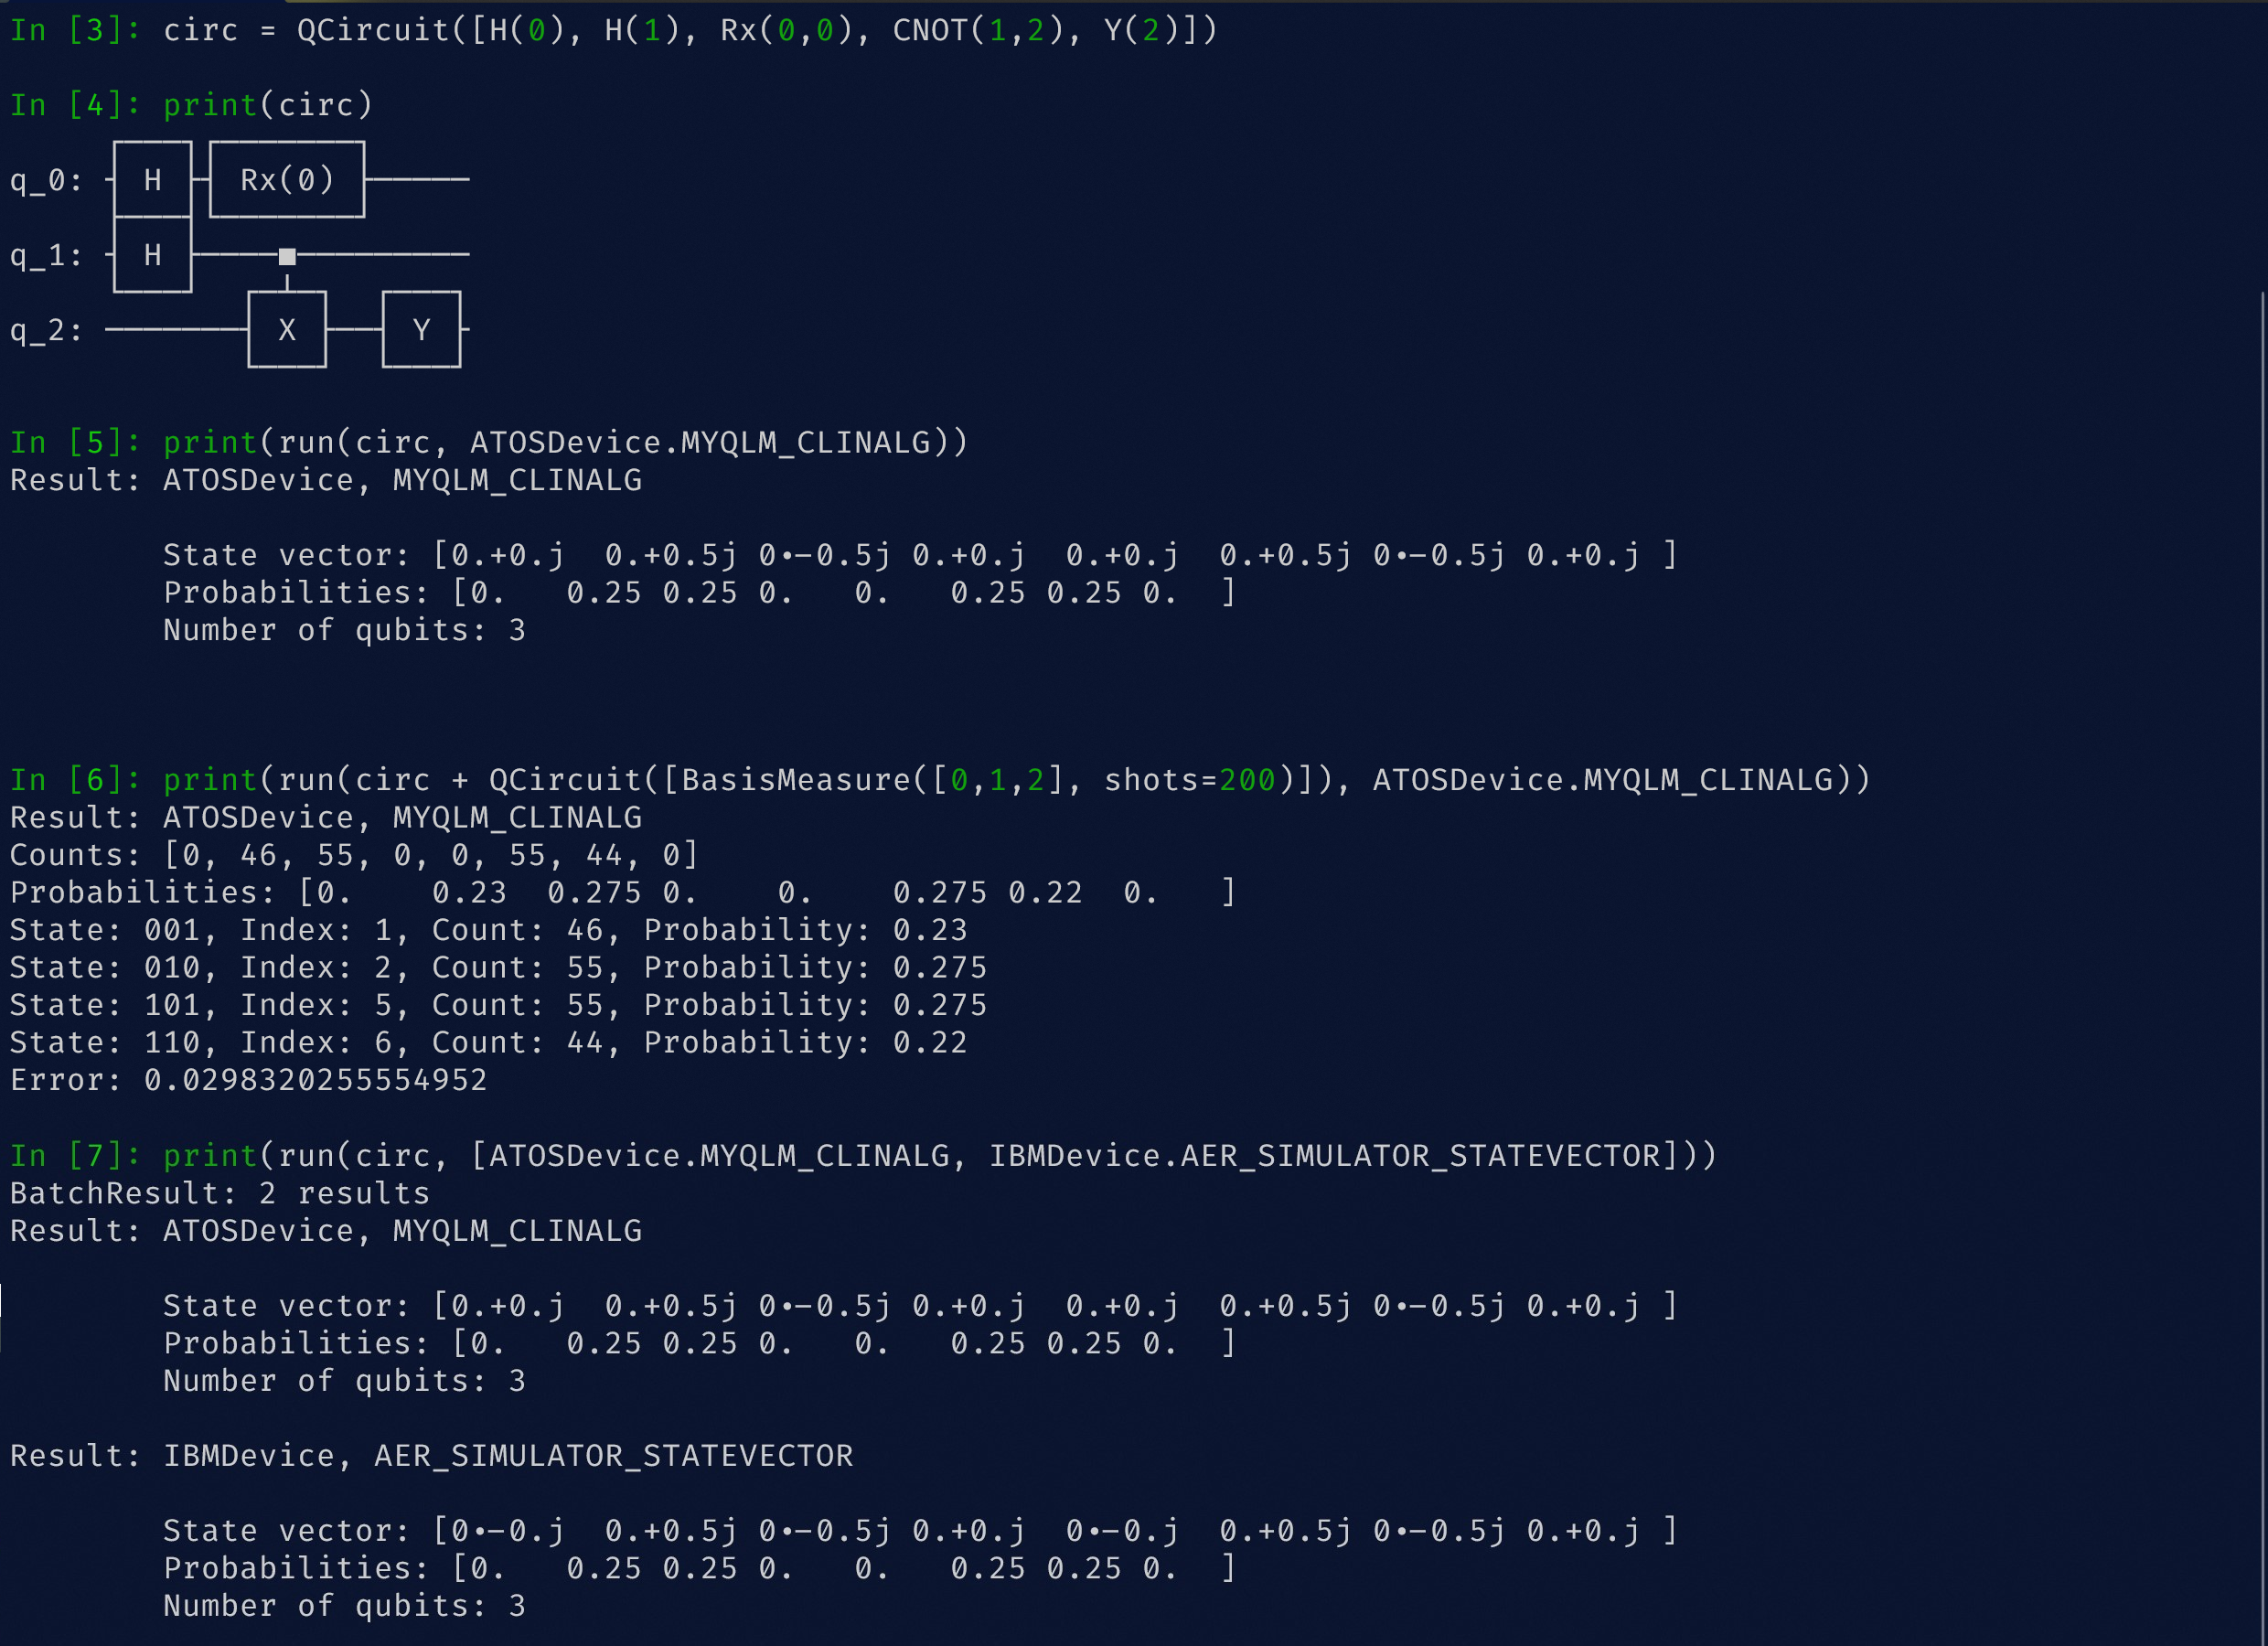 In [3]: circ = QCircuit([H(0), H(1), Rx(0,0), CNOT(1,2), Y(2)])
In [4]: print(circ)
q_0: H Rx(0)
q_1: H ■
q_2: X Y
In [5]: print(run(circ, ATOSDevice.MYQLM_CLINALG))
Result: ATOSDevice, MYQLM_CLINALG
State vector: [0.+0.j  0.+0.5j 0•−0.5j 0.+0.j  0.+0.j  0.+0.5j 0•−0.5j 0.+0.j ]
Probabilities: [0.   0.25 0.25 0.   0.   0.25 0.25 0.  ]
Number of qubits: 3
In [6]: print(run(circ + QCircuit([BasisMeasure([0,1,2], shots=200)]), ATOSDevice.MYQLM_CLINALG))
Result: ATOSDevice, MYQLM_CLINALG
Counts: [0, 46, 55, 0, 0, 55, 44, 0]
Probabilities: [0.    0.23  0.275 0.    0.    0.275 0.22  0.   ]
State: 001, Index: 1, Count: 46, Probability: 0.23
State: 010, Index: 2, Count: 55, Probability: 0.275
State: 101, Index: 5, Count: 55, Probability: 0.275
State: 110, Index: 6, Count: 44, Probability: 0.22
Error: 0.0298320255554952
In [7]: print(run(circ, [ATOSDevice.MYQLM_CLINALG, IBMDevice.AER_SIMULATOR_STATEVECTOR]))
BatchResult: 2 results
Result: ATOSDevice, MYQLM_CLINALG
State vector: [0.+0.j  0.+0.5j 0•−0.5j 0.+0.j  0.+0.j  0.+0.5j 0•−0.5j 0.+0.j ]
Probabilities: [0.   0.25 0.25 0.   0.   0.25 0.25 0.  ]
Number of qubits: 3
Result: IBMDevice, AER_SIMULATOR_STATEVECTOR
State vector: [0•−0.j  0.+0.5j 0•−0.5j 0.+0.j  0•−0.j  0.+0.5j 0•−0.5j 0.+0.j ]
Probabilities: [0.   0.25 0.25 0.   0.   0.25 0.25 0.  ]
Number of qubits: 3